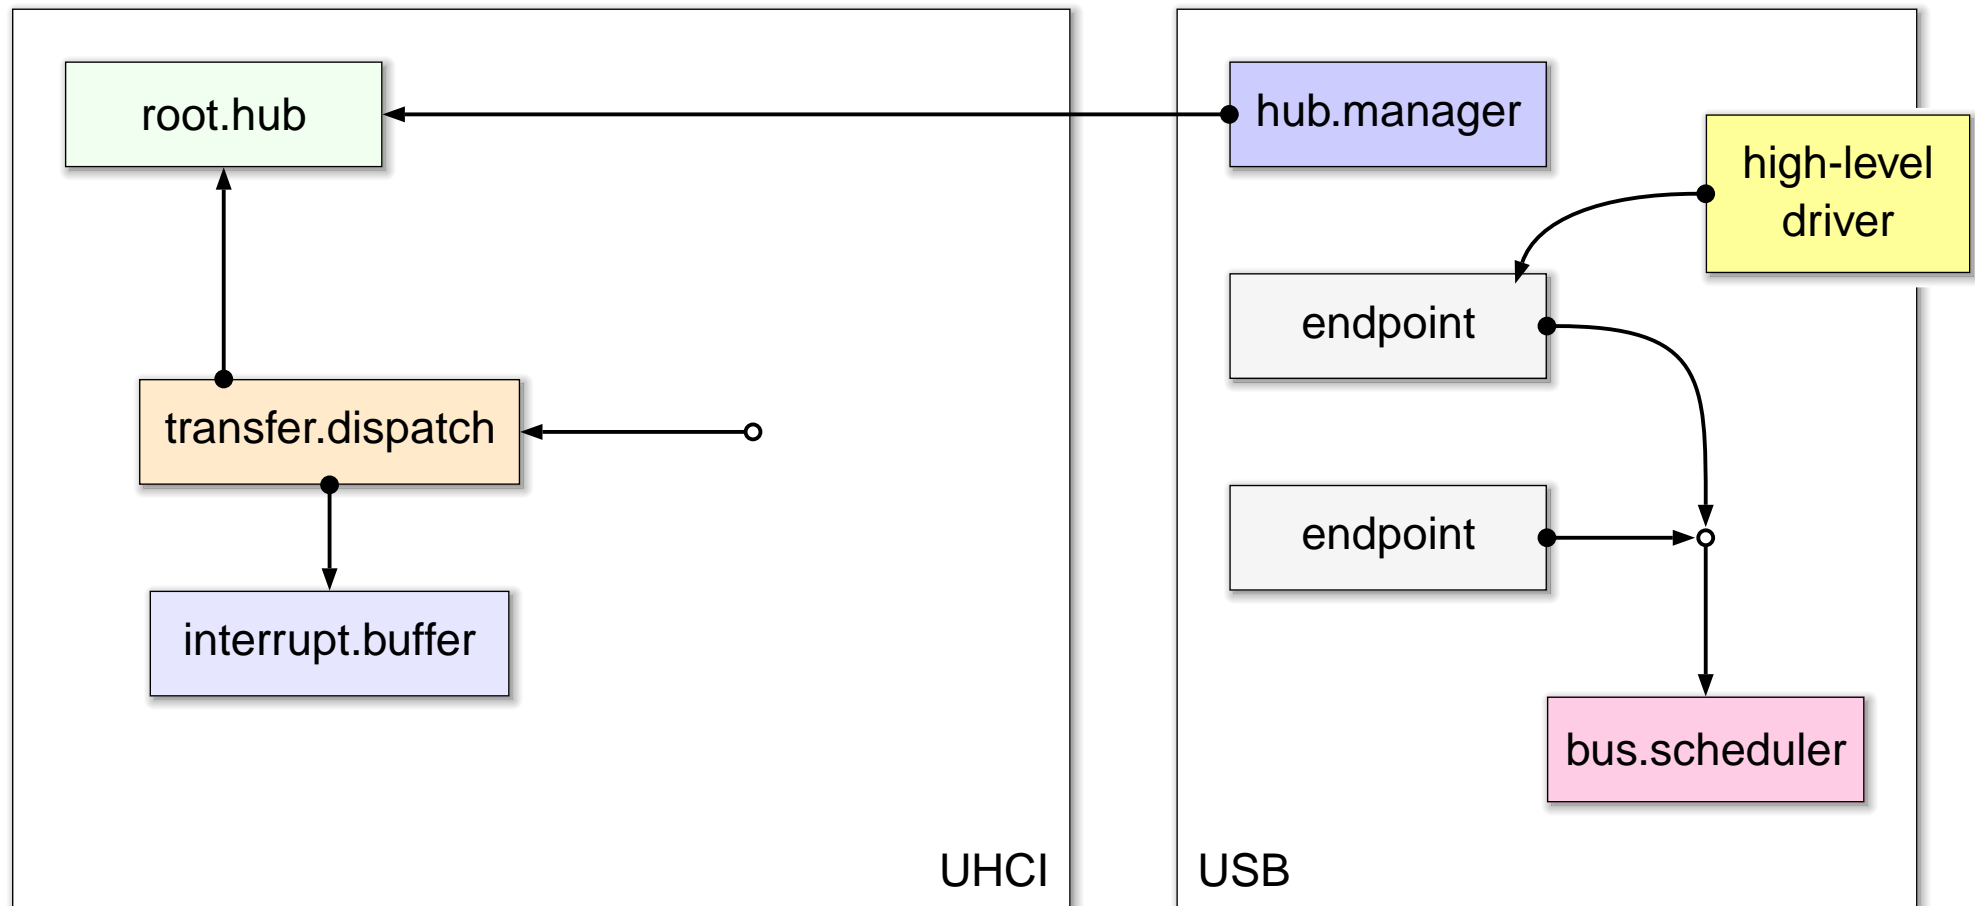 root.hub
hub.manager
high-level
driver
endpoint
transfer.dispatch
endpoint
interrupt.buffer
bus.scheduler
UHCI
USB